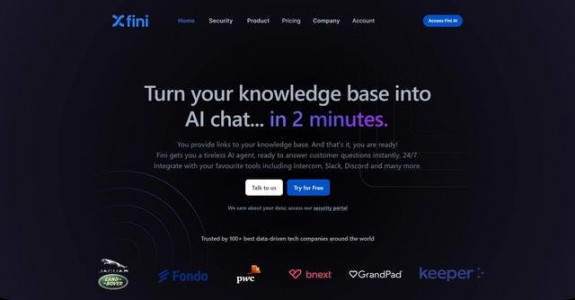 fini
Home Security Product Pricing Company Account
Access Fini AI
Turn your knowledge base into
AI chat... in 2 minutes.
You provide links to your knowledge base. And that's it, you are ready!
Fini gets you a tireless AI agent, ready to answer customer questions instantly, 24/7.
Integrate with your favourite tools including Intercom, Slack, Discord and many more.
Talk to us Try for Free
We care about your data; access our security portal
Trusted by 100+ best data-driven tech companies around the world
JAGUAR
LAND-
ROVER
Fondo
pwc
bnext
GrandPad
keeper